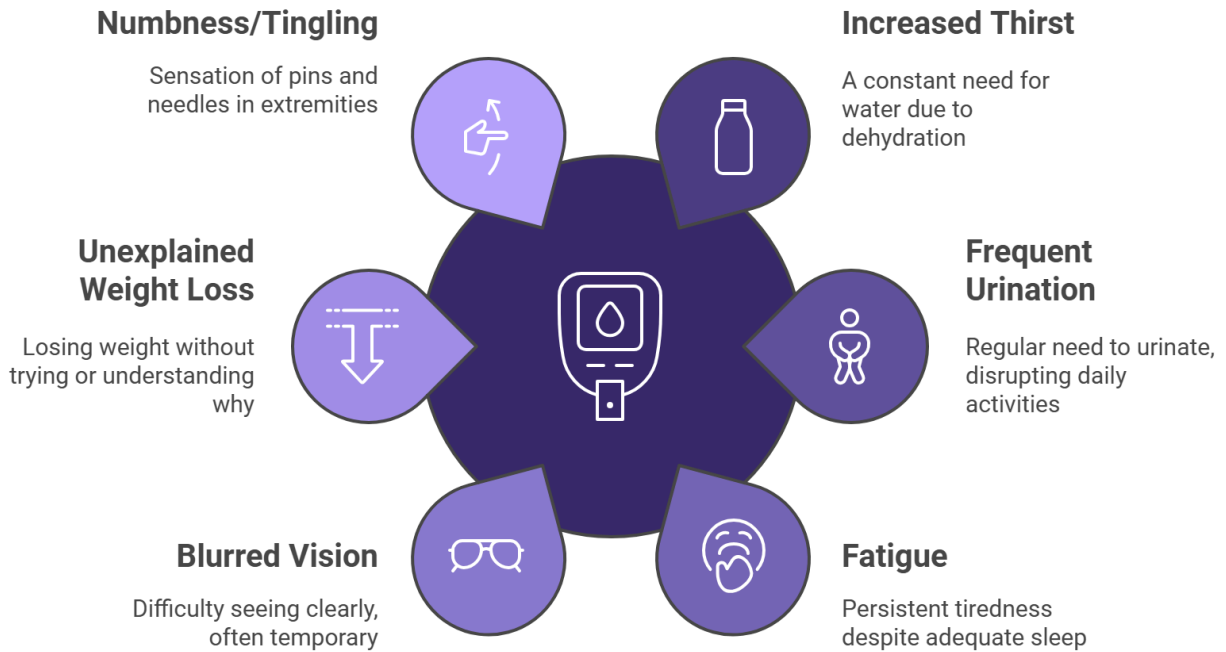 Numbness/Tingling
Sensation of pins and
needles in extremities
Increased Thirst
A constant need for
water due to
dehydration
Unexplained
Weight Loss
Losing weight without
trying or understanding
why
Frequent
Urination
Regular need to urinate,
disrupting daily
activities
Blurred Vision
Difficulty seeing clearly,
often temporary
Fatigue
Persistent tiredness
despite adequate sleep